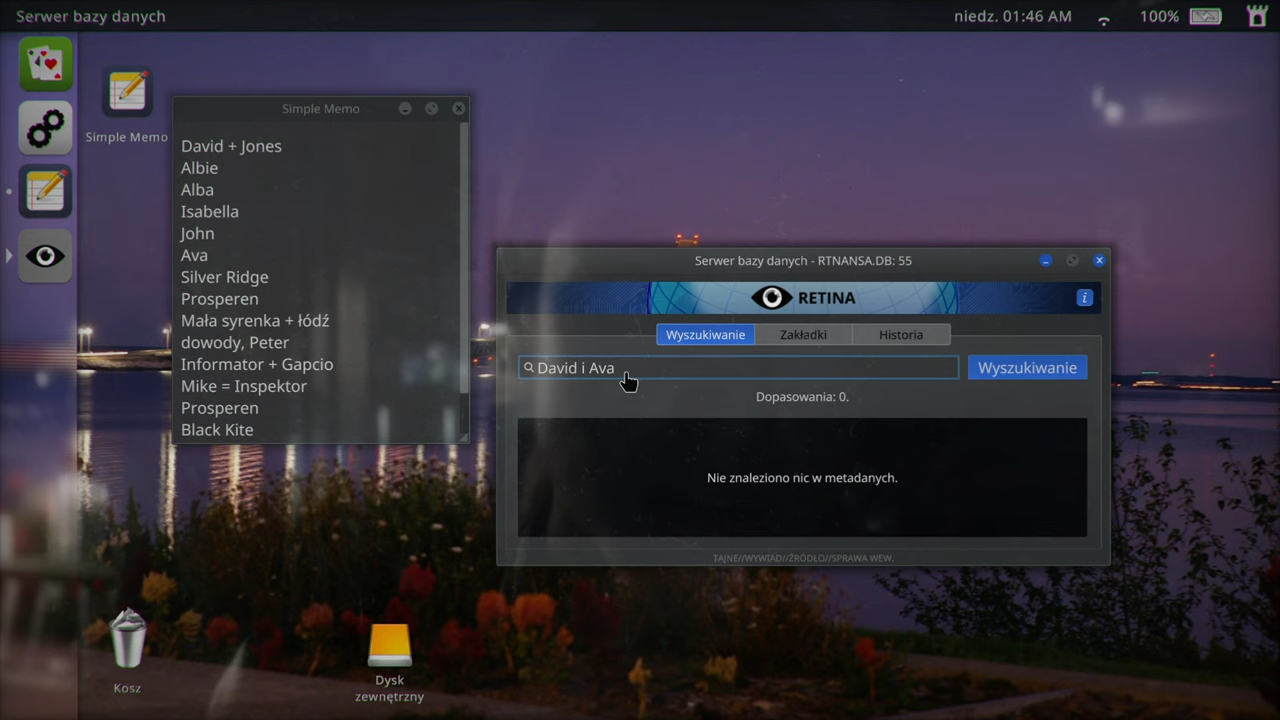 Serwer bazy danych
niedz. 01:46 AM
100%
Simple Memo
Simple Memo
David + Jones
Albie
Alba
Isabella
John
Ava
Silver Ridge
Prosperen
Mała syrenka + łódź
dowody, Peter
Informator + Gapcio
Mike = Inspektor
Prosperen
Black Kite
Serwer bazy danych - RTNANSA.DB: 55
RETINA
i
Wyszukiwanie
Zakładki
Historia
David i Ava
Wyszukiwanie
Dopasowania: 0.
Nie znaleziono nic w metadanych.
TAJNE//WYWIAD//ŹRÓDŁO//SPRAWA WEW.
Kosz
Dysk
zewnętrzny